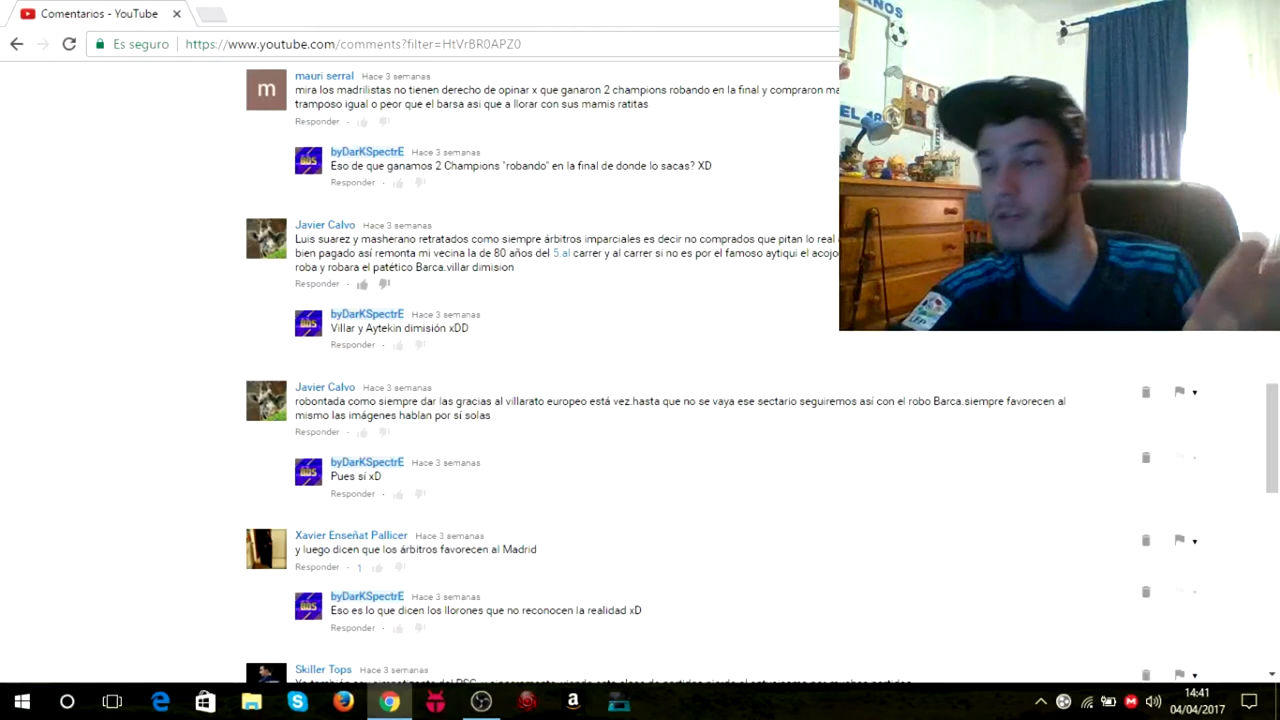 Comentarios - YouTube
Es seguro
https://www.youtube.com/comments?filter=HtVrBR0APZ0
mauri serral Hace 3 semanas
mira los madrilistas no tienen derecho de opinar x que ganaron 2 champions robando en la final y compraron
tramposo igual o peor que el barsa asi que a llorar con sus mamis ratitas
Responder
byDarKSpectrE Hace 3 semanas
Eso de que ganamos 2 Champions "robando" en la final de donde lo sacas? XD
Responder
Javier Calvo Hace 3 semanas
Luis suarez y masherano retratados como siempre árbitros imparciales es decir no comprados que pitan lo real
bien pagado así remonta mi vecina la de 80 años del 5.al carrer y al carrer si no es por el famoso aytiqui el
roba y robara el patético Barca.villar dimision
Responder
byDarKSpectrE Hace 3 semanas
Villar y Aytekin dimisión xDD
Responder
Javier Calvo Hace 3 semanas
robontada como siempre dar las gracias al villarato europeo está vez.hasta que no se vaya ese sectario seguiremos así con el robo Barca.siempre favorecen al
mismo las imágenes hablan por sí solas
Responder
byDarKSpectrE Hace 3 semanas
Pues sí xD
Responder
Xavier Enseñat Pallicer Hace 3 semanas
y luego dicen que los árbitros favorecen al Madrid
Responder 1
byDarKSpectrE Hace 3 semanas
Eso es lo que dicen los llorones que no reconocen la realidad xD
Responder
Skiller Tops Hace 3 semanas
14:41
04/04/2017